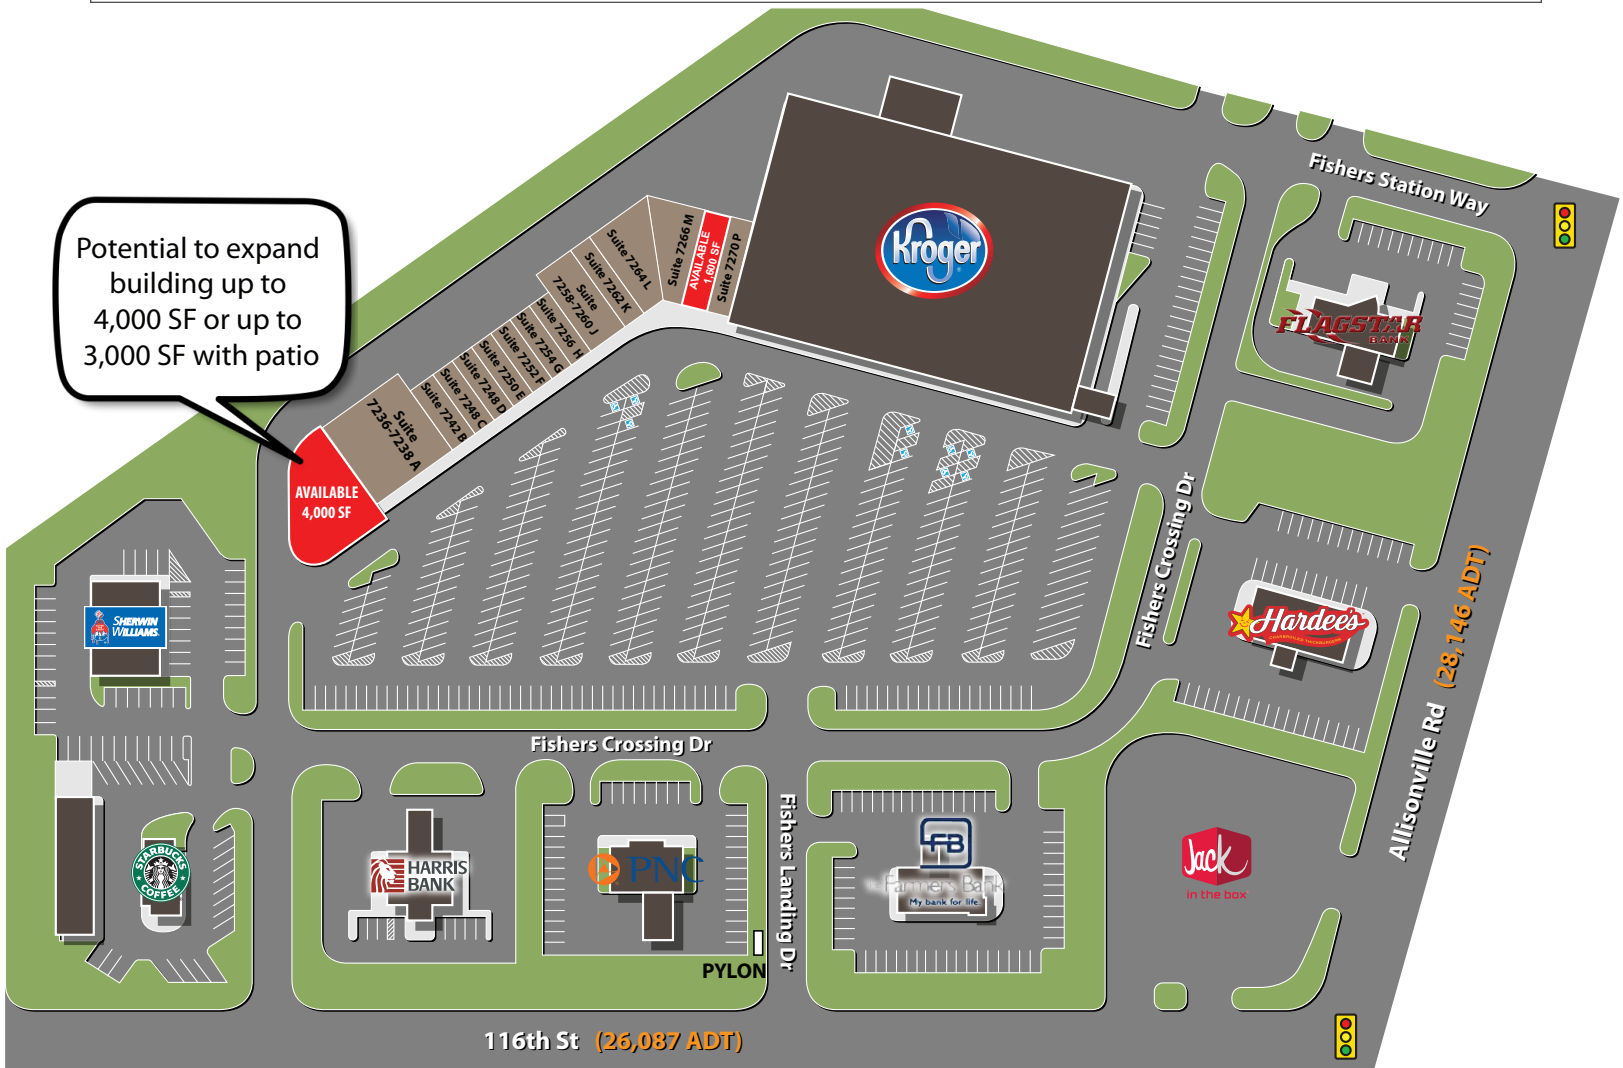 Fishers Station Way
Potential to expand
building up to
4,000 SF or up to
3,000 SF with patio
Kroger
Suite 7270 P
AVAILABLE
1,600 SF
Suite 7266 M
Suite 7264 L
Suite 7262 K
Suite
7258-7260 J
Suite 7256 H
Suite 7254 G
Suite 7252 F
Suite 7250 E
Suite 7248 D
Suite 7248 C
Suite 7242 B
Suite
7236-7238 A
AVAILABLE
4,000 SF
FLAGSTAR
BANK
Fishers Crossing Dr
Hardee's
CHARBROILED THICKBURGERS
SHERWIN
WILLIAMS.
Allisonville Rd (28,146 ADT)
Fishers Crossing Dr
STARBUCKS
COFFEE
HARRIS
BANK
PNC
Fishers Landing Dr
FB
Farmers Bank
My bank for life.
Jack
in the box
PYLON
116th St (26,087 ADT)